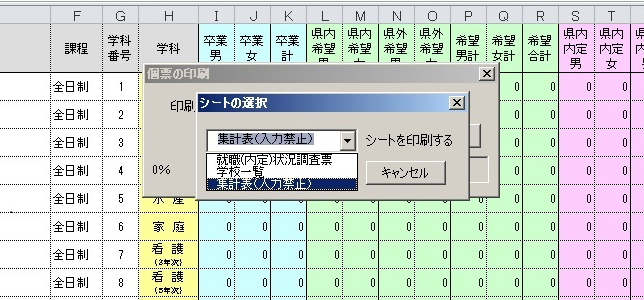 F G H I J K L M N O P Q R S T
課程 学科番号 学科 卒業男 卒業女 卒業計 県内希望男 県内希望女 県外希望男 県外希望女 希望男計 希望女計 希望合計 県内内定男 県内内定女
個票の印刷
全日制 1 0 0 0 0
シートの選択
印刷
全日制 2 0 0 0 0
集計表(入力禁止) シートを印刷する
全日制 3 0 0 0 0
就職(内定)状況調査票
学校一覧 キャンセル
0%
全日制 4 0 0 0 0
集計表(入力禁止)
全日制 5 水 産 0 0 0 0 0 0 0 0 0 0 0 0
全日制 6 家 庭 0 0 0 0 0 0 0 0 0 0 0 0
全日制 7 看 護 (3年次) 0 0 0 0 0 0 0 0 0 0 0 0
全日制 8 看 護 (5年次) 0 0 0 0 0 0 0 0 0 0 0 0